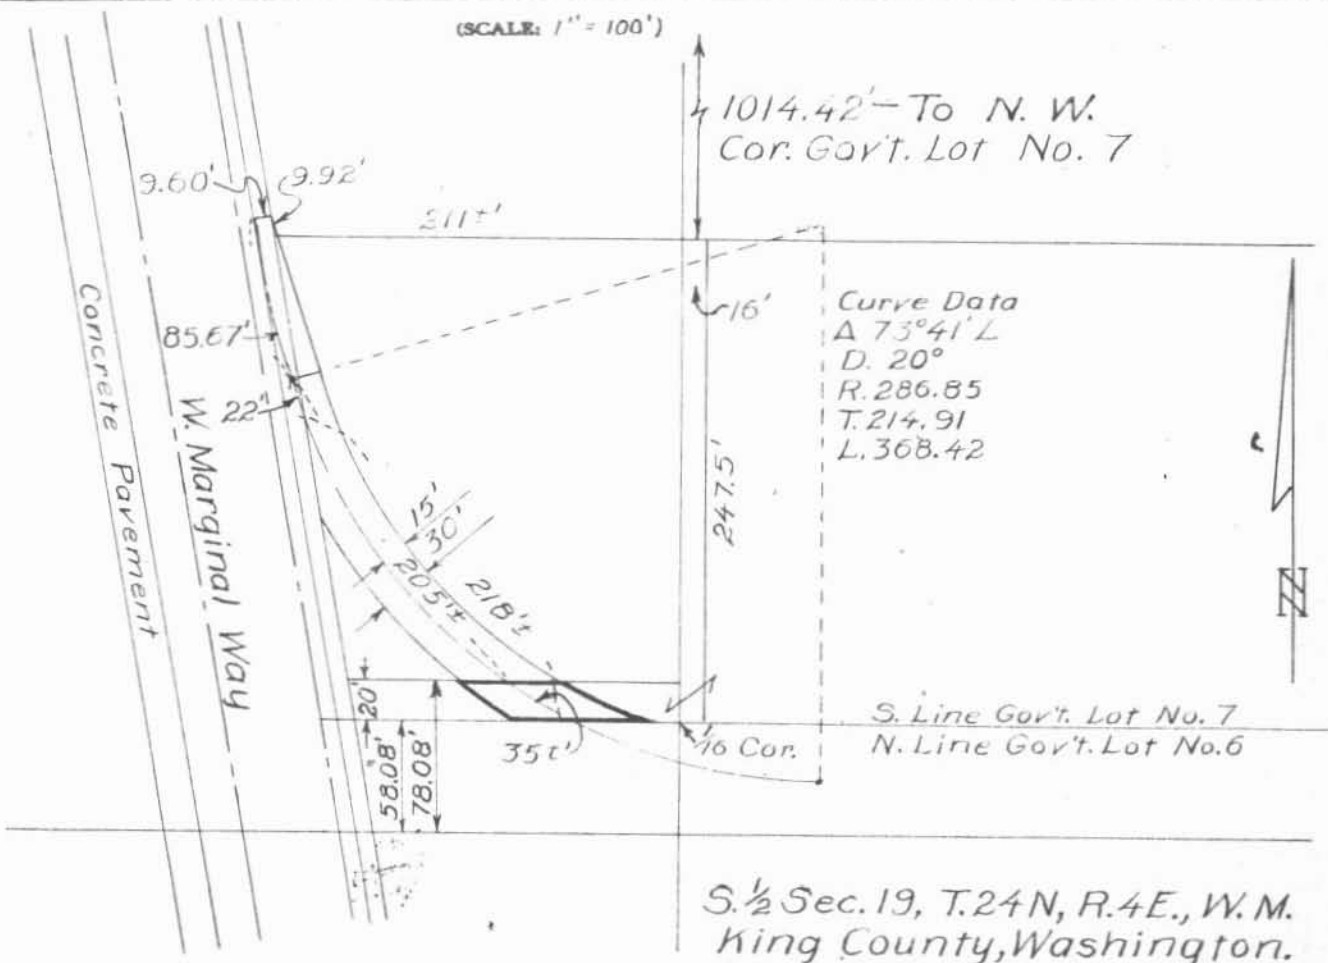 (SCALE: 1" = 100')
1014.42' – To N. W.
Cor. Gov't. Lot No. 7
9.60'
9.92'
211±'
16'
Curve Data
Δ 73°41' L
D. 20°
R. 286.85
T. 214.91
L. 368.42
85.67'
22'
Concrete Pavement
W. Marginal Way
247.5'
15'
30'
205'±
218'±
N
20'
58.08'
78.08'
35±'
1/16 Cor.
S. Line Gov't. Lot No. 7
N. Line Gov't. Lot No. 6
S. ½ Sec. 19, T. 24 N, R. 4 E., W. M.
King County, Washington.